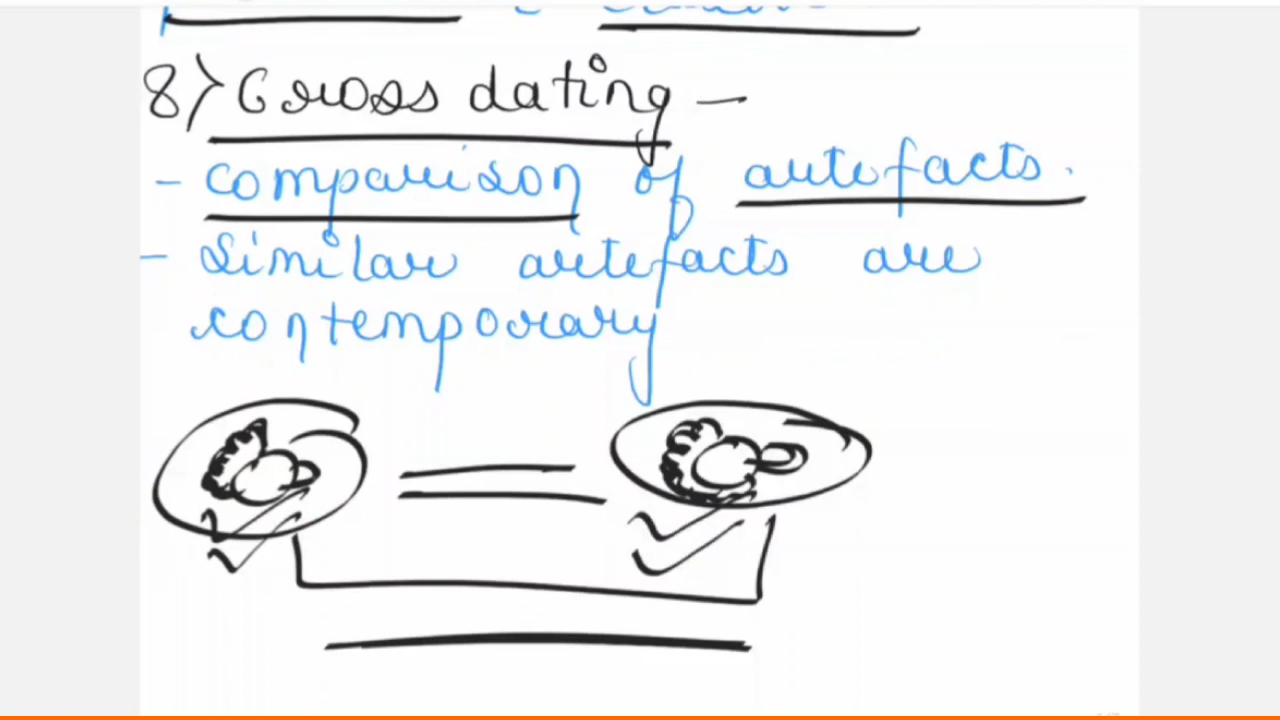 8) Cross dating -
- comparison of artefacts.
- Similar artefacts are
contemporary